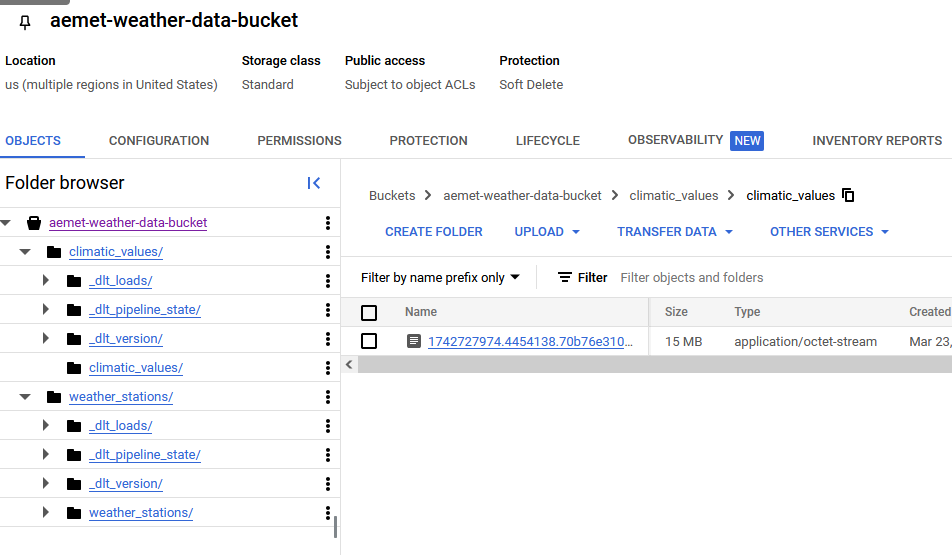 aemet-weather-data-bucket
Location Storage class Public access Protection
us (multiple regions in United States) Standard Subject to object ACLs Soft Delete
OBJECTS CONFIGURATION PERMISSIONS PROTECTION LIFECYCLE OBSERVABILITY NEW INVENTORY REPORTS
Folder browser
aemet-weather-data-bucket
climatic_values/
_dlt_loads/
_dlt_pipeline_state/
_dlt_version/
climatic_values/
weather_stations/
_dlt_loads/
_dlt_pipeline_state/
_dlt_version/
weather_stations/
Buckets > aemet-weather-data-bucket > climatic_values > climatic_values
CREATE FOLDER UPLOAD TRANSFER DATA OTHER SERVICES
Filter by name prefix only Filter Filter objects and folders
Name Size Type Created
1742727974.4454138.70b76e310... 15 MB application/octet-stream Mar 23,